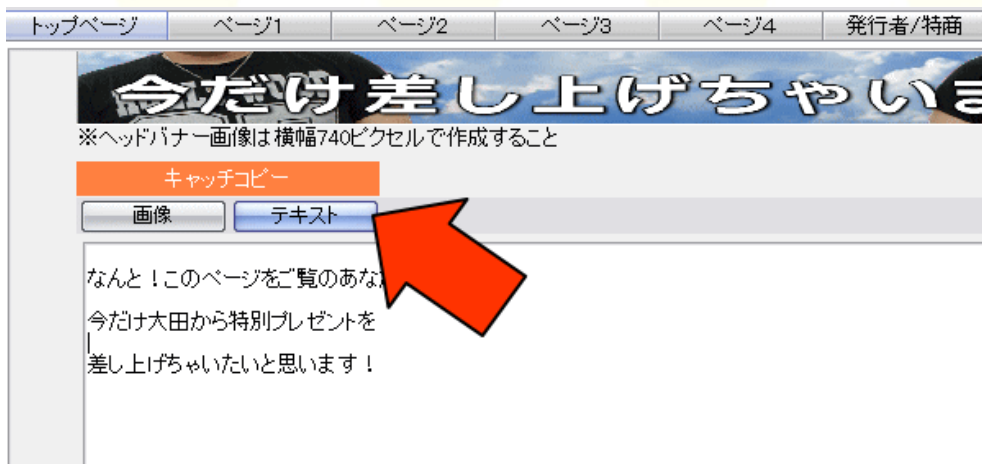 トップページ ページ1 ページ2 ページ3 ページ4 発行者/特商
今だけ差し上げちゃいま
※ヘッドバナー画像は横幅740ピクセルで作成すること
キャッチコピー
画像 テキスト
なんと！このページをご覧のあな
今だけ大田から特別プレゼントを
差し上げちゃいたいと思います！